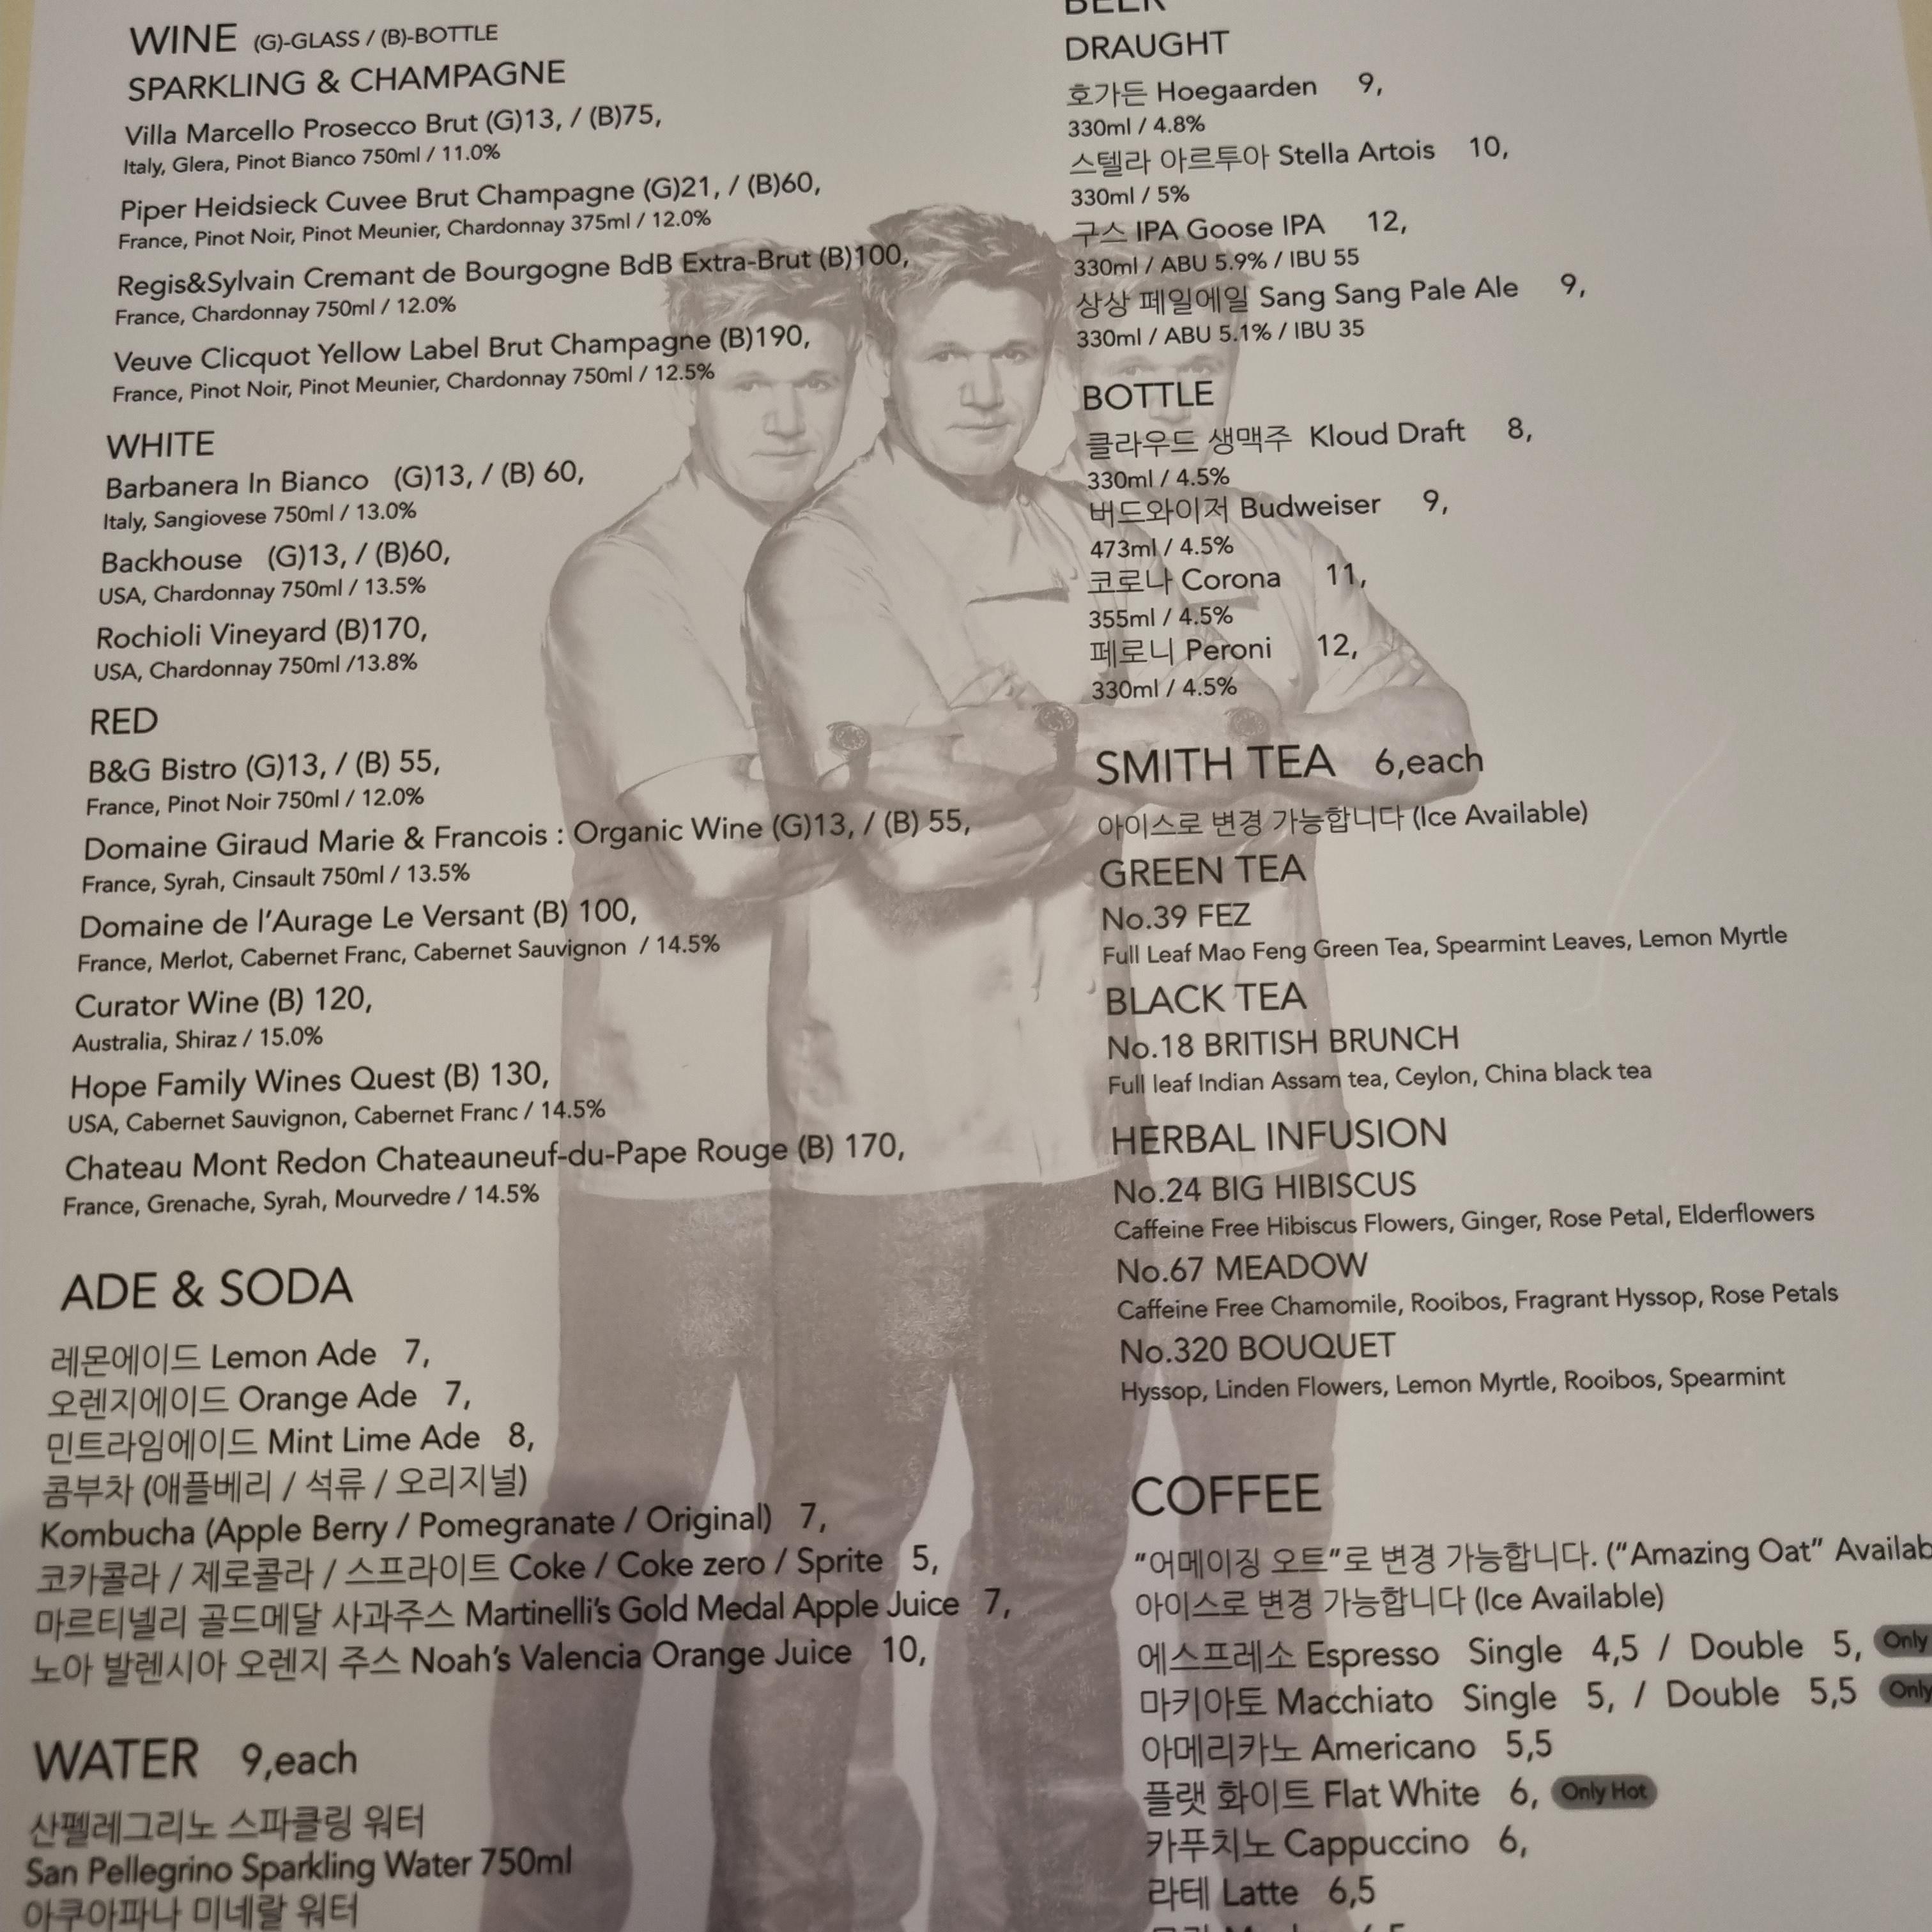 WINE (G)-GLASS / (B)-BOTTLE
SPARKLING & CHAMPAGNE
Villa Marcello Prosecco Brut (G)13, / (B)75,
Italy, Glera, Pinot Bianco 750ml / 11.0%
Piper Heidsieck Cuvee Brut Champagne (G)21, / (B)60,
France, Pinot Noir, Pinot Meunier, Chardonnay 375ml / 12.0%
Regis&Sylvain Cremant de Bourgogne BdB Extra-Brut (B)100,
France, Chardonnay 750ml / 12.0%
Veuve Clicquot Yellow Label Brut Champagne (B)190,
France, Pinot Noir, Pinot Meunier, Chardonnay 750ml / 12.5%
WHITE
Barbanera In Bianco (G)13, / (B) 60,
Italy, Sangiovese 750ml / 13.0%
Backhouse (G)13, / (B)60,
USA, Chardonnay 750ml / 13.5%
Rochioli Vineyard (B)170,
USA, Chardonnay 750ml /13.8%
RED
B&G Bistro (G)13, / (B) 55,
France, Pinot Noir 750ml / 12.0%
Domaine Giraud Marie & Francois : Organic Wine (G)13, / (B) 55,
France, Syrah, Cinsault 750ml / 13.5%
Domaine de l'Aurage Le Versant (B) 100,
France, Merlot, Cabernet Franc, Cabernet Sauvignon / 14.5%
Curator Wine (B) 120,
Australia, Shiraz / 15.0%
Hope Family Wines Quest (B) 130,
USA, Cabernet Sauvignon, Cabernet Franc / 14.5%
Chateau Mont Redon Chateauneuf-du-Pape Rouge (B) 170,
France, Grenache, Syrah, Mourvedre / 14.5%
ADE & SODA
레몬에이드 Lemon Ade 7,
오렌지에이드 Orange Ade 7,
민트라임에이드 Mint Lime Ade 8,
콤부차 (애플베리 / 석류 / 오리지널)
Kombucha (Apple Berry / Pomegranate / Original) 7,
코카콜라 / 제로콜라 / 스프라이트 Coke / Coke zero / Sprite 5,
마르티넬리 골드메달 사과주스 Martinelli's Gold Medal Apple Juice 7,
노아 발렌시아 오렌지 주스 Noah's Valencia Orange Juice 10,
WATER 9,each
산펠레그리노 스파클링 워터
San Pellegrino Sparkling Water 750ml
아쿠아파나 미네랄 워터
BEER
DRAUGHT
호가든 Hoegaarden 9,
330ml / 4.8%
스텔라 아르투아 Stella Artois 10,
330ml / 5%
구스 IPA Goose IPA 12,
330ml / ABU 5.9% / IBU 55
상상 페일에일 Sang Sang Pale Ale 9,
330ml / ABU 5.1% / IBU 35
BOTTLE
클라우드 생맥주 Kloud Draft 8,
330ml / 4.5%
버드와이저 Budweiser 9,
473ml / 4.5%
코로나 Corona 11,
355ml / 4.5%
페로니 Peroni 12,
330ml / 4.5%
SMITH TEA 6,each
아이스로 변경 가능합니다 (Ice Available)
GREEN TEA
No.39 FEZ
Full Leaf Mao Feng Green Tea, Spearmint Leaves, Lemon Myrtle
BLACK TEA
No.18 BRITISH BRUNCH
Full leaf Indian Assam tea, Ceylon, China black tea
HERBAL INFUSION
No.24 BIG HIBISCUS
Caffeine Free Hibiscus Flowers, Ginger, Rose Petal, Elderflowers
No.67 MEADOW
Caffeine Free Chamomile, Rooibos, Fragrant Hyssop, Rose Petals
No.320 BOUQUET
Hyssop, Linden Flowers, Lemon Myrtle, Rooibos, Spearmint
COFFEE
"어메이징 오트"로 변경 가능합니다. ("Amazing Oat" Availab
아이스로 변경 가능합니다 (Ice Available)
에스프레소 Espresso Single 4,5 / Double 5, Only
마키아토 Macchiato Single 5, / Double 5,5 Only
아메리카노 Americano 5,5
플랫 화이트 Flat White 6, Only Hot
카푸치노 Cappuccino 6,
라테 Latte 6,5